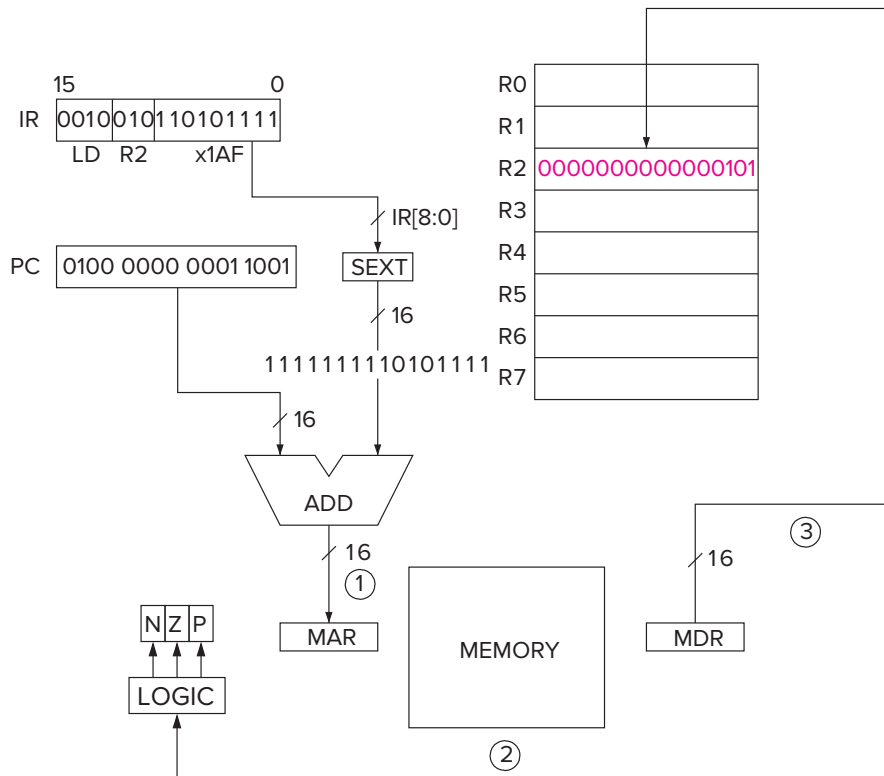 15 0
IR 0010 010 110101111
LD R2 x1AF
IR[8:0]
PC 0100 0000 0001 1001
SEXT
16
1111111110101111
16
ADD
16
①
MAR
MEMORY
②
MDR
16
③
N Z P
LOGIC
R0
R1
R2 0000000000000101
R3
R4
R5
R6
R7